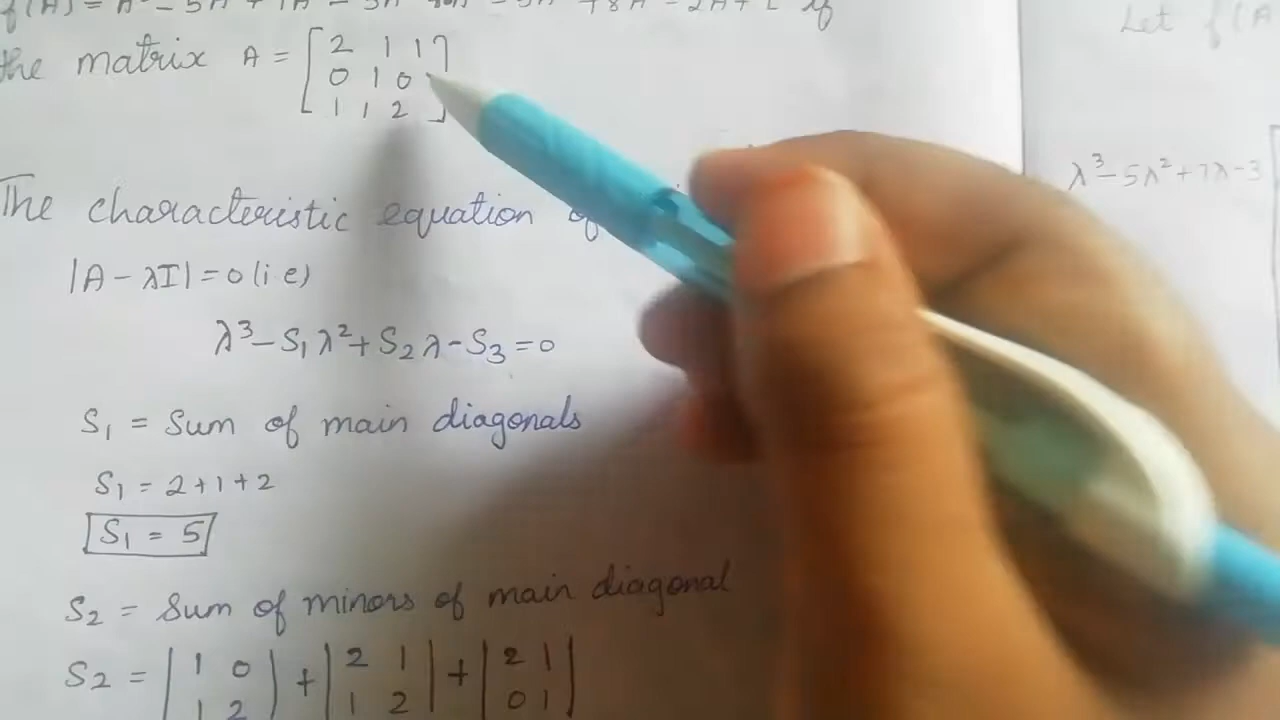 the matrix A = [2 1 1
0 1 0
1 1 2]
The characteristic equation of
|A - λI| = 0 (i.e)
λ³ - S₁λ² + S₂λ - S₃ = 0
S₁ = Sum of main diagonals
S₁ = 2+1+2
S₁ = 5
S₂ = Sum of minors of main diagonal
S₂ = |1 0| + |2 1| + |2 1|
|1 2| |1 2| |0 1|
Let f(A
λ³-5λ²+7λ-3